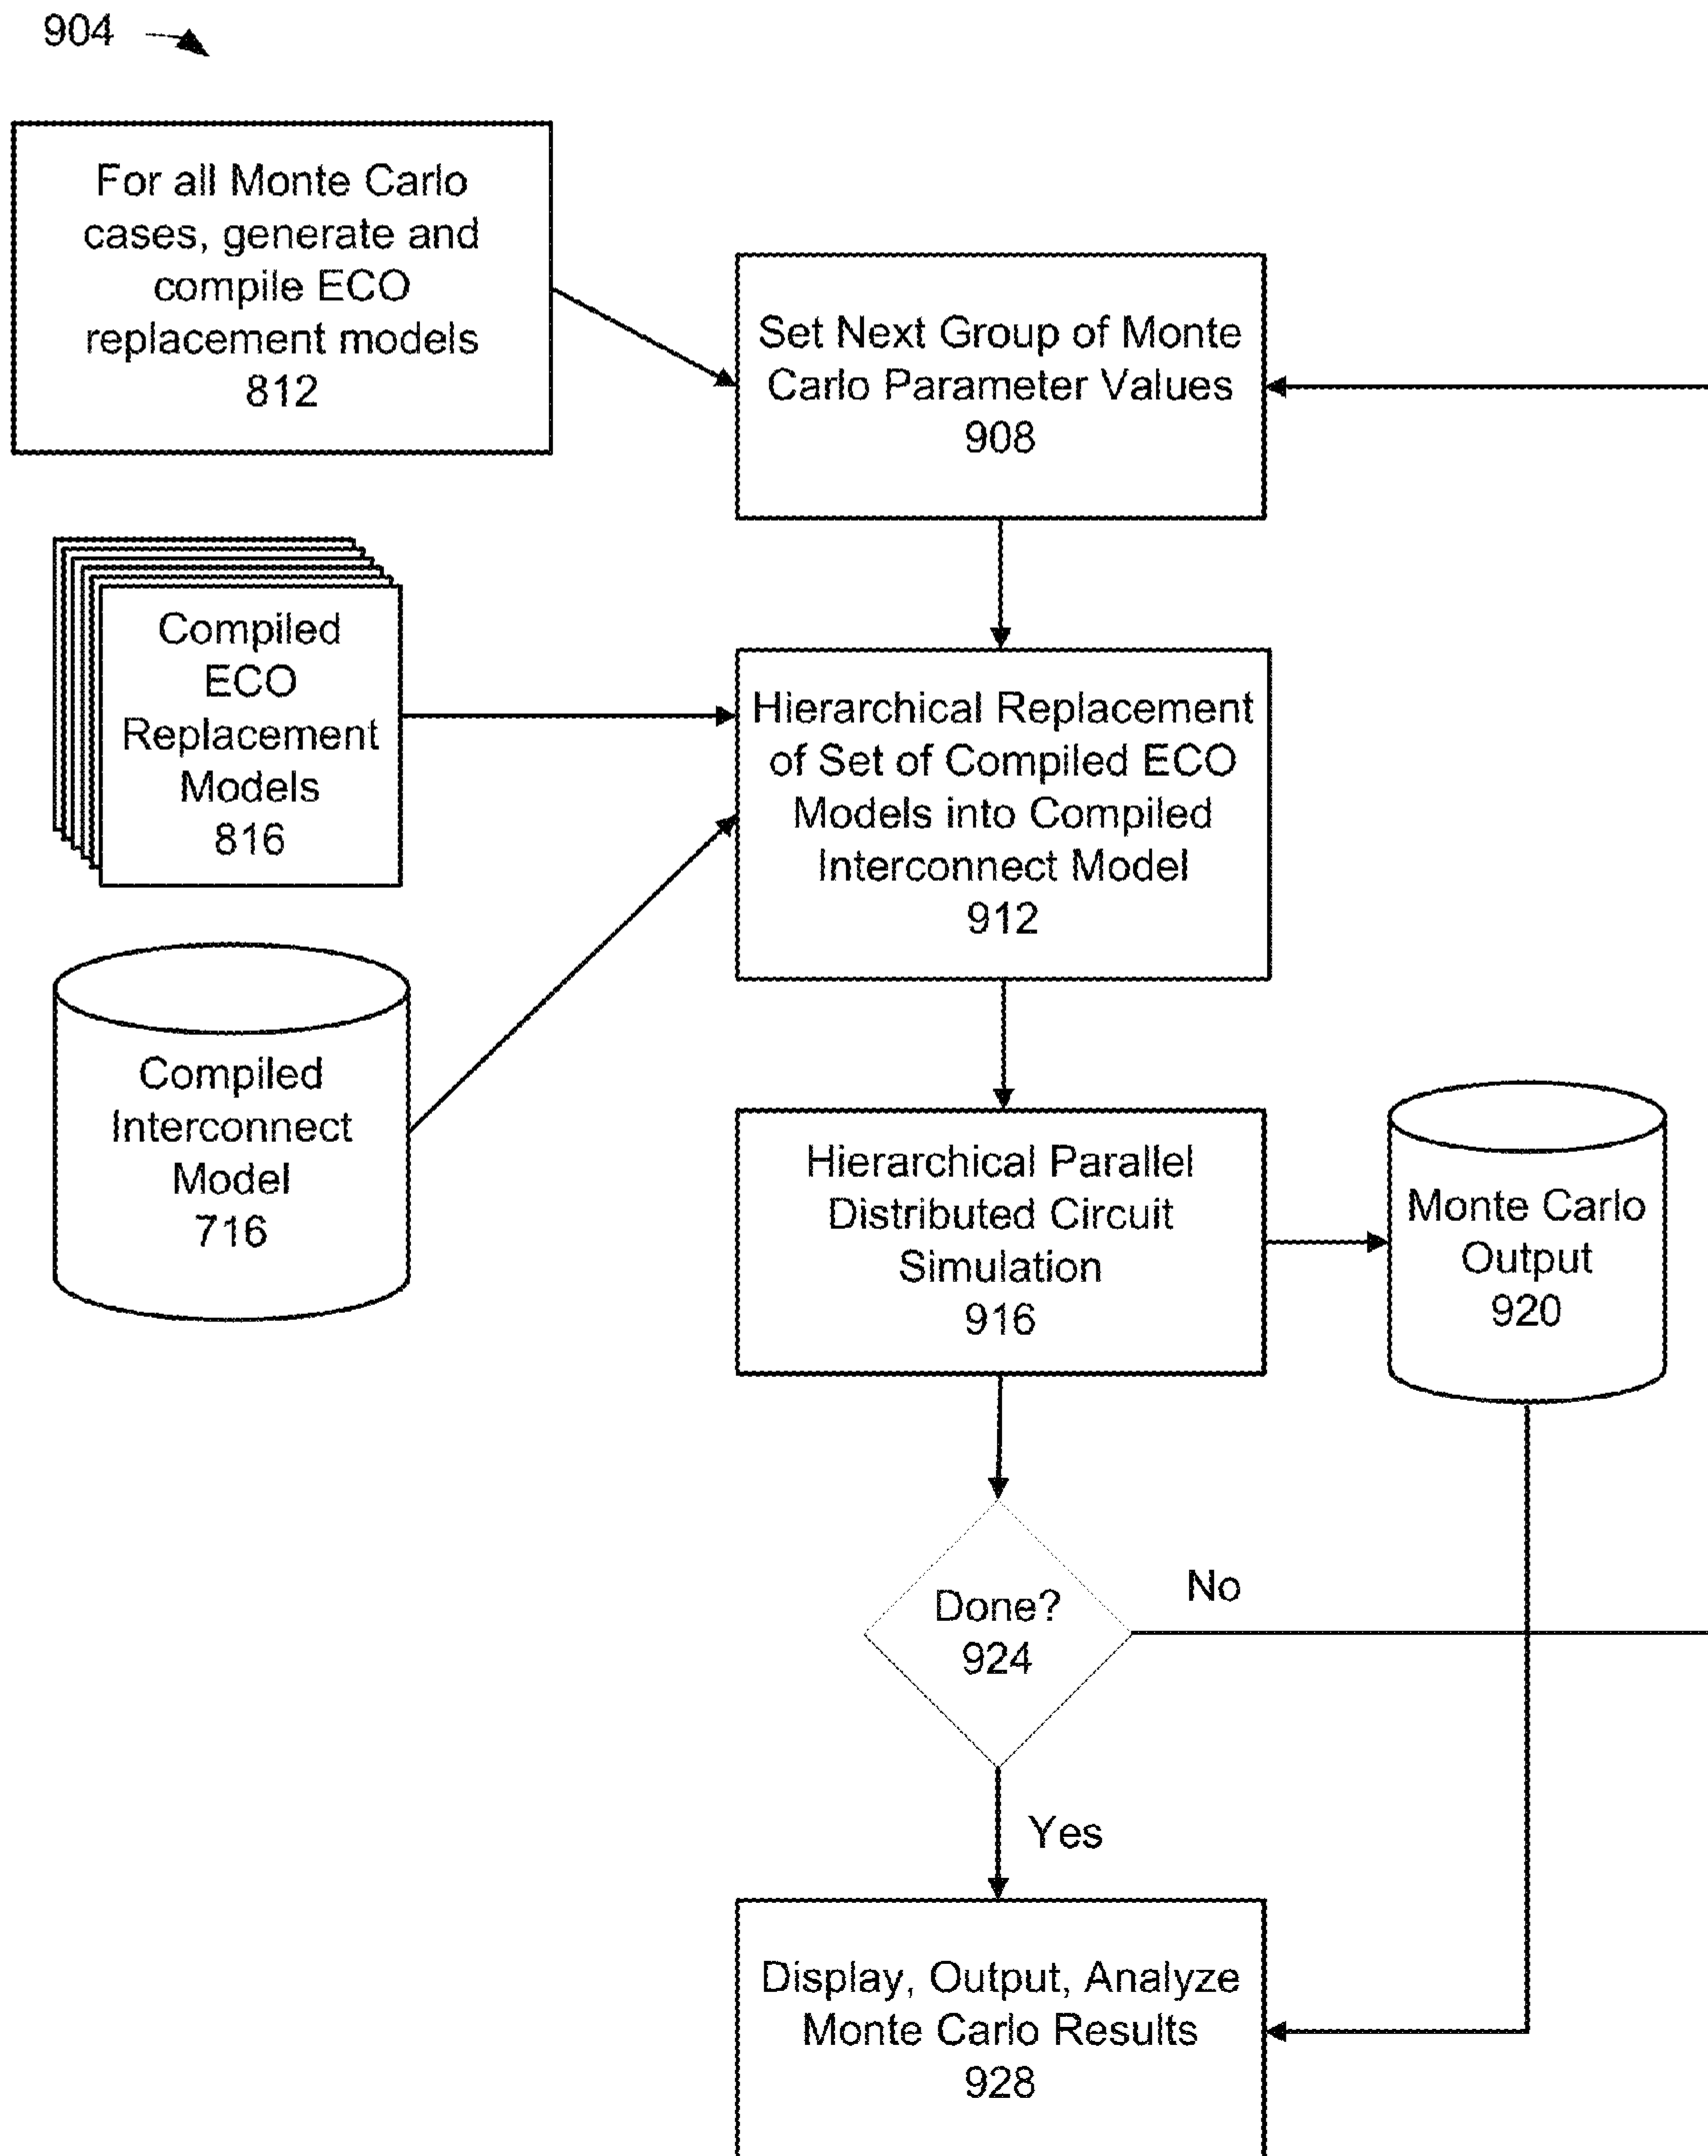 904
For all Monte Carlo
cases, generate and
compile ECO
replacement models
812
Set Next Group of Monte
Carlo Parameter Values
908
Compiled
ECO
Replacement
Models
816
Hierarchical Replacement
of Set of Compiled ECO
Models into Compiled
Interconnect Model
912
Compiled
Interconnect
Model
716
Hierarchical Parallel
Distributed Circuit
Simulation
916
Monte Carlo
Output
920
Done?
924
No
Yes
Display, Output, Analyze
Monte Carlo Results
928